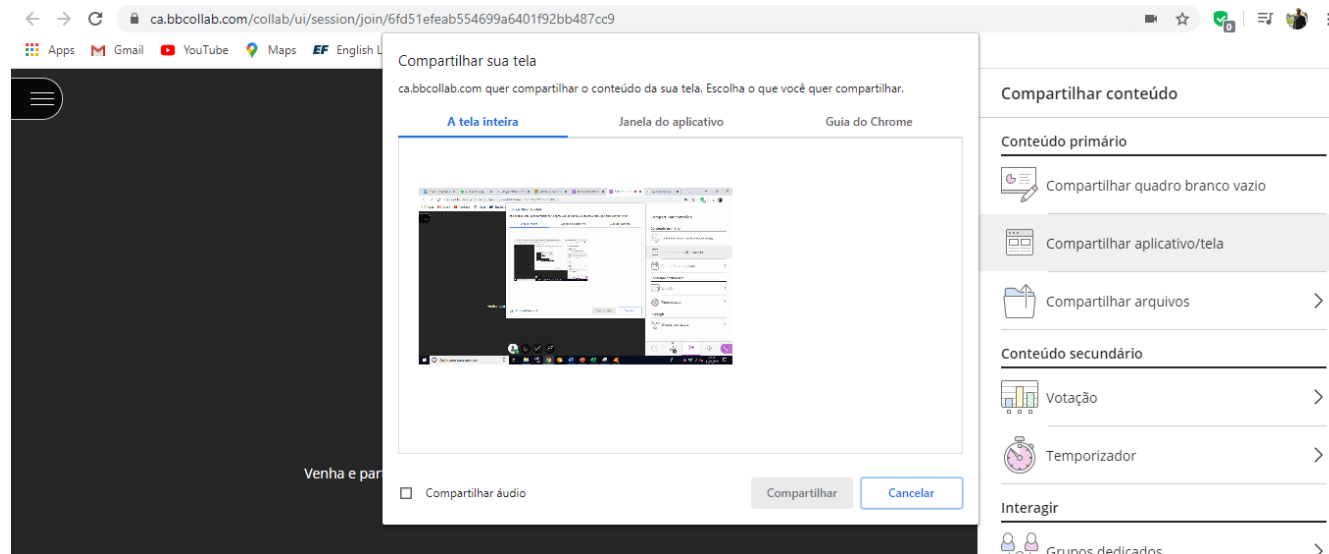 ca.bbcollab.com/collab/ui/session/join/6fd51efeab554699a6401f92bb487cc9
0
Apps Gmail YouTube Maps EF English L
Compartilhar sua tela
ca.bbcollab.com quer compartilhar o conteúdo da sua tela. Escolha o que você quer compartilhar.
A tela inteira Janela do aplicativo Guia do Chrome
Venha e par
Compartilhar áudio
Compartilhar Cancelar
Compartilhar conteúdo
Conteúdo primário
Compartilhar quadro branco vazio
Compartilhar aplicativo/tela
Compartilhar arquivos
Conteúdo secundário
Votação
Temporizador
Interagir
Grupos dedicados